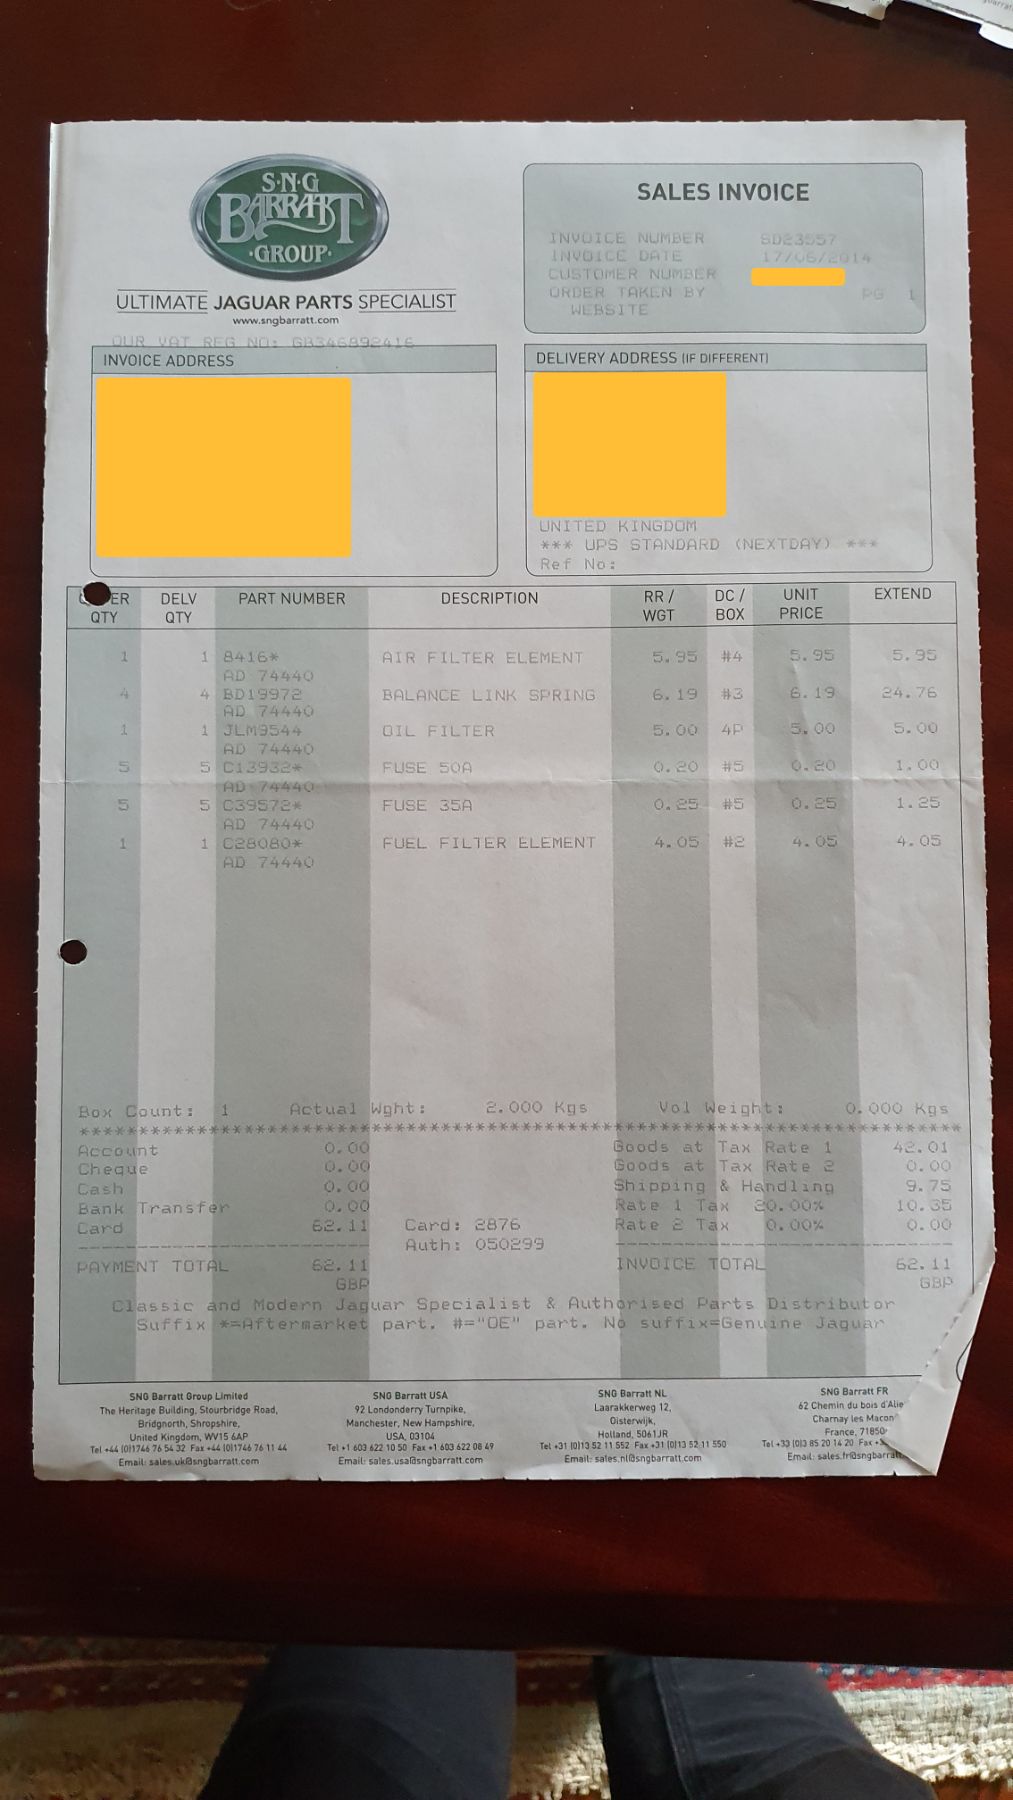 S·N·G
BARRATT
·GROUP·
ULTIMATE JAGUAR PARTS SPECIALIST
www.sngbarratt.com
OUR VAT REG NO: GB346892416
SALES INVOICE
INVOICE NUMBER SD23557
INVOICE DATE 17/06/2014
CUSTOMER NUMBER
ORDER TAKEN BY PG 1
WEBSITE
INVOICE ADDRESS
DELIVERY ADDRESS (IF DIFFERENT)
UNITED KINGDOM
*** UPS STANDARD (NEXTDAY) ***
Ref No:
QTY DELV QTY PART NUMBER DESCRIPTION RR / WGT DC / BOX UNIT PRICE EXTEND
1 1 8416* AIR FILTER ELEMENT 5.95 #4 5.95 5.95
AD 74440
4 4 BD19972 BALANCE LINK SPRING 6.19 #3 6.19 24.76
AD 74440
1 1 JLM9544 OIL FILTER 5.00 4P 5.00 5.00
AD 74440
5 5 C13932* FUSE 50A 0.20 #5 0.20 1.00
AD 74440
5 5 C39572* FUSE 35A 0.25 #5 0.25 1.25
AD 74440
1 1 C28080* FUEL FILTER ELEMENT 4.05 #2 4.05 4.05
AD 74440
Box Count: 1 Actual Wght: 2.000 Kgs Vol Weight: 0.000 Kgs
Account 0.00 Goods at Tax Rate 1 42.01
Cheque 0.00 Goods at Tax Rate 2 0.00
Cash 0.00 Shipping & Handling 9.75
Bank Transfer 0.00 Rate 1 Tax 20.00% 10.35
Card 62.11 Card: 2876 Rate 2 Tax 0.00% 0.00
Auth: 050299
PAYMENT TOTAL 62.11 INVOICE TOTAL 62.11
GBP GBP
Classic and Modern Jaguar Specialist & Authorised Parts Distributor
Suffix *=Aftermarket part. #="OE" part. No suffix=Genuine Jaguar
SNG Barratt Group Limited
The Heritage Building, Stourbridge Road,
Bridgnorth, Shropshire,
United Kingdom, WV15 6AP
Tel +44 (0)1746 76 54 32 Fax +44 (0)1746 76 11 44
Email: sales.uk@sngbarratt.com
SNG Barratt USA
92 Londonderry Turnpike,
Manchester, New Hampshire,
USA, 03104
Tel +1 603 622 10 50 Fax +1 603 622 08 49
Email: sales.usa@sngbarratt.com
SNG Barratt NL
Laarakkerweg 12,
Oisterwijk,
Holland, 5061JR
Tel +31 (0)13 52 11 552 Fax +31 (0)13 52 11 550
Email: sales.nl@sngbarratt.com
SNG Barratt FR
62 Chemin du bois d'Alie
Charnay les Macon
France, 71850
Tel +33 (0)3 85 20 14 20 Fax
Email: sales.fr@sngbarratt